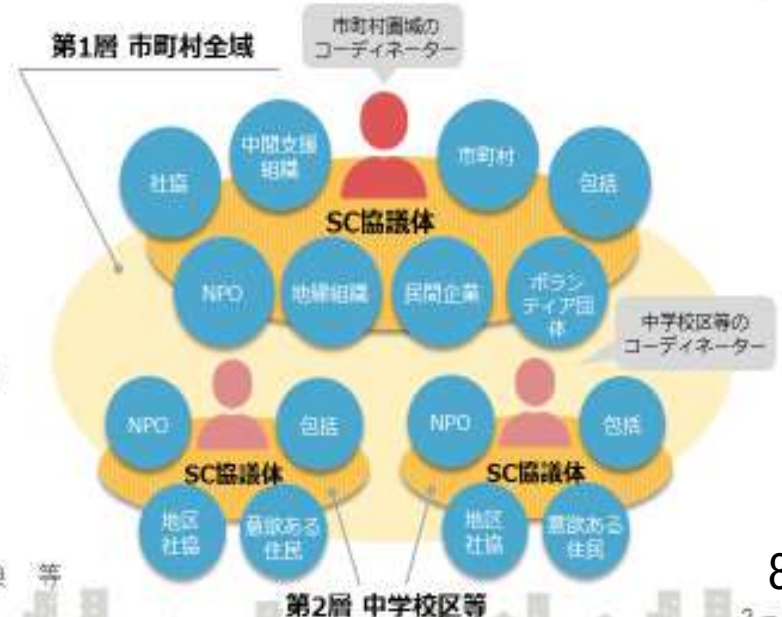 市町村圏域の
コーディネーター
第1層 市町村全域
中間支援
組織
市町村
社協
包括
SC協議体
NPO
地縁組織
民間企業
ボラン
ティア団
体
中学校区等の
コーディネーター
NPO
包括
NPO
包括
SC協議体
SC協議体
地区
社協
意欲ある
住民
地区
社協
意欲ある
住民
等
8
第2層 中学校区等